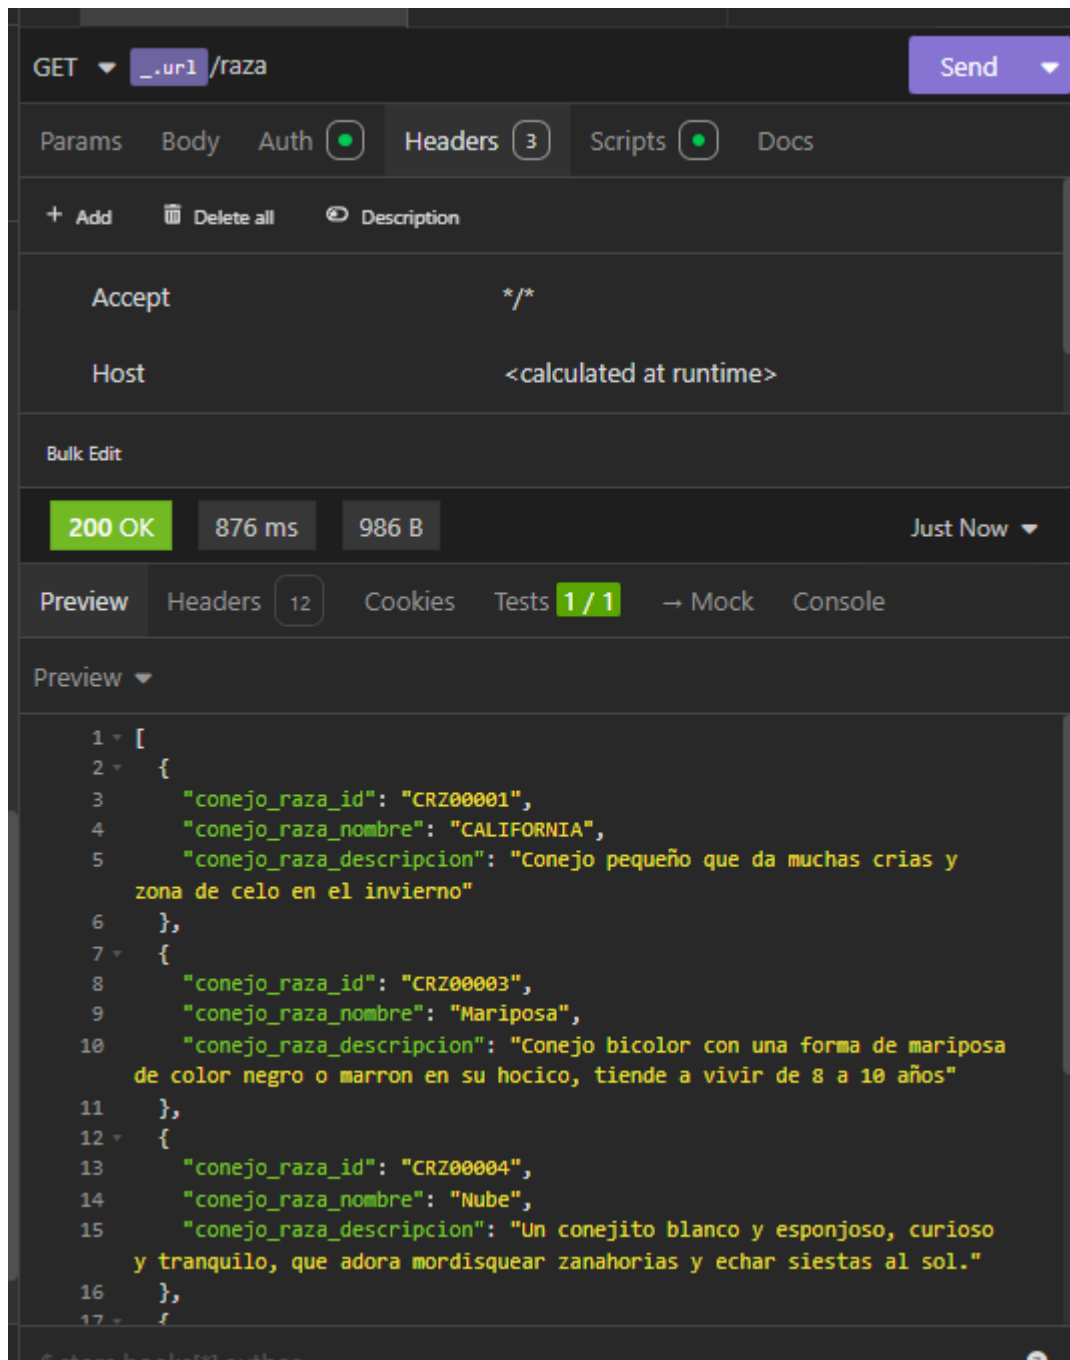 GET _.url /raza Send
Params Body Auth Headers 3 Scripts Docs
+ Add Delete all Description
Accept */*
Host <calculated at runtime>
Bulk Edit
200 OK 876 ms 986 B Just Now
Preview Headers 12 Cookies Tests 1 / 1 → Mock Console
Preview
1 [
2 {
3 "conejo_raza_id": "CRZ00001",
4 "conejo_raza_nombre": "CALIFORNIA",
5 "conejo_raza_descripcion": "Conejo pequeño que da muchas crias y
zona de celo en el invierno"
6 },
7 {
8 "conejo_raza_id": "CRZ00003",
9 "conejo_raza_nombre": "Mariposa",
10 "conejo_raza_descripcion": "Conejo bicolor con una forma de mariposa
de color negro o marron en su hocico, tiende a vivir de 8 a 10 años"
11 },
12 {
13 "conejo_raza_id": "CRZ00004",
14 "conejo_raza_nombre": "Nube",
15 "conejo_raza_descripcion": "Un conejito blanco y esponjoso, curioso
y tranquilo, que adora mordisquear zanahorias y echar siestas al sol."
16 },
17 {